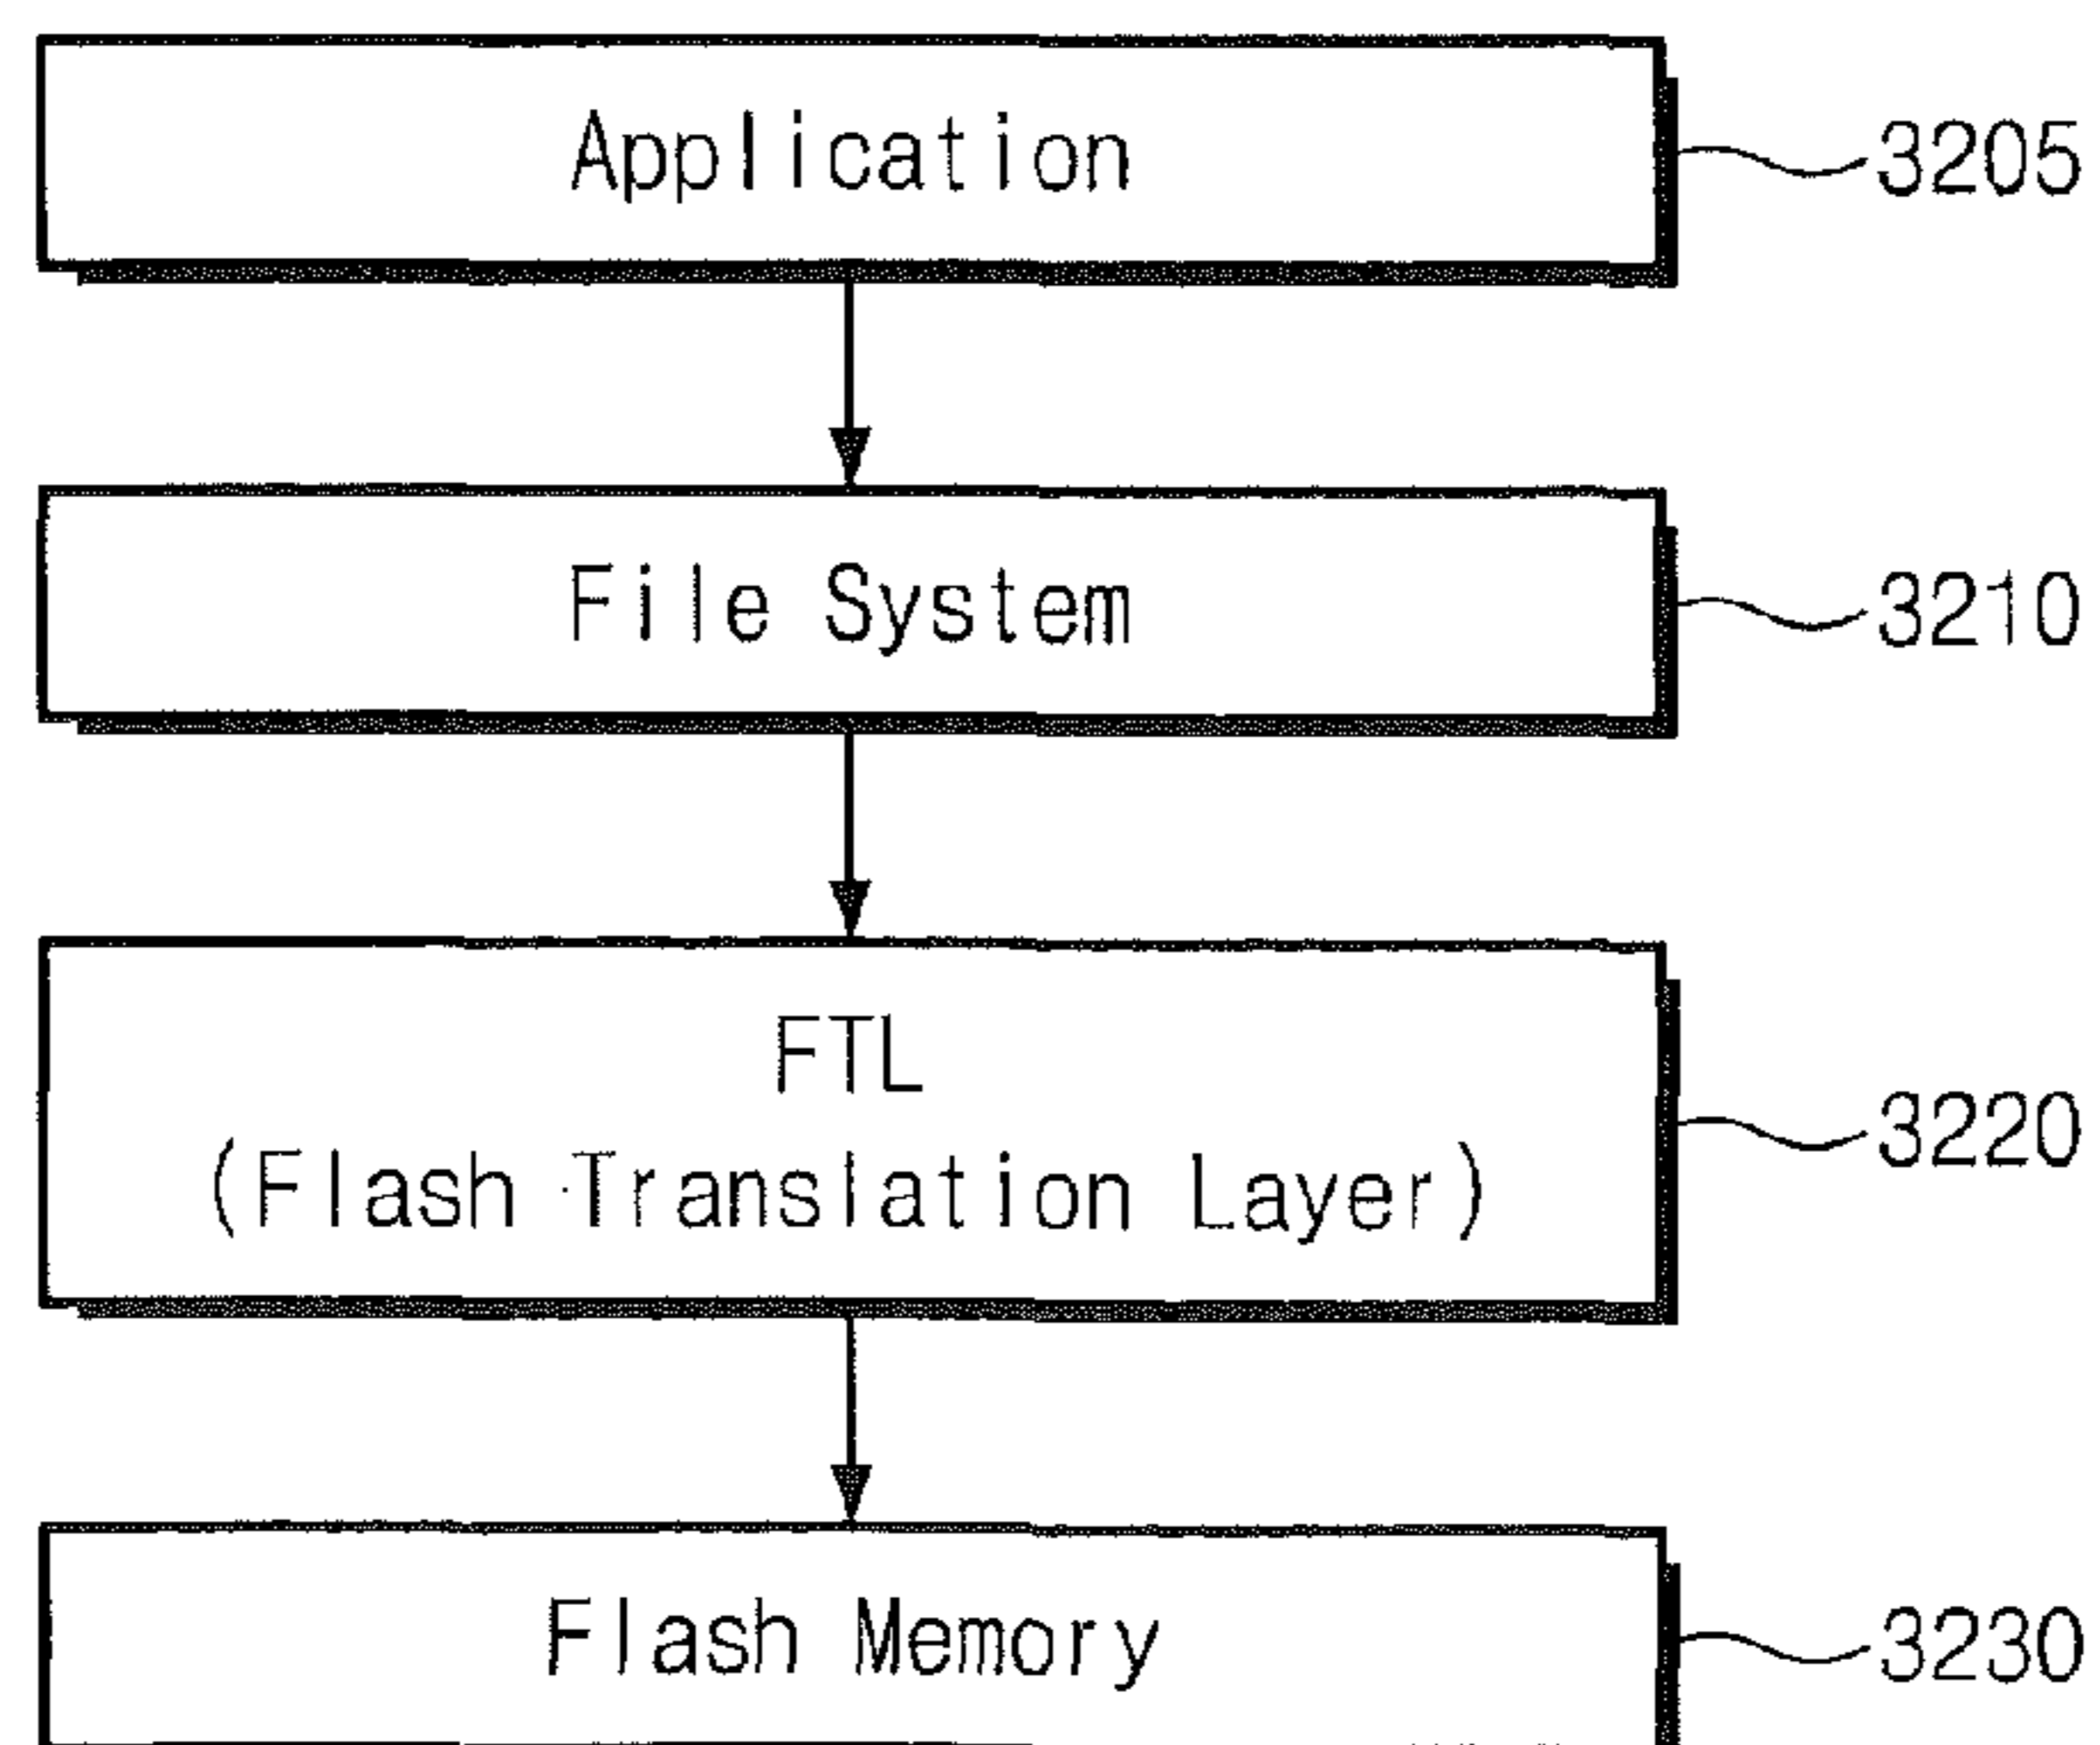 Application
3205
File System
3210
FTL
(Flash Translation Layer)
3220
Flash Memory
3230